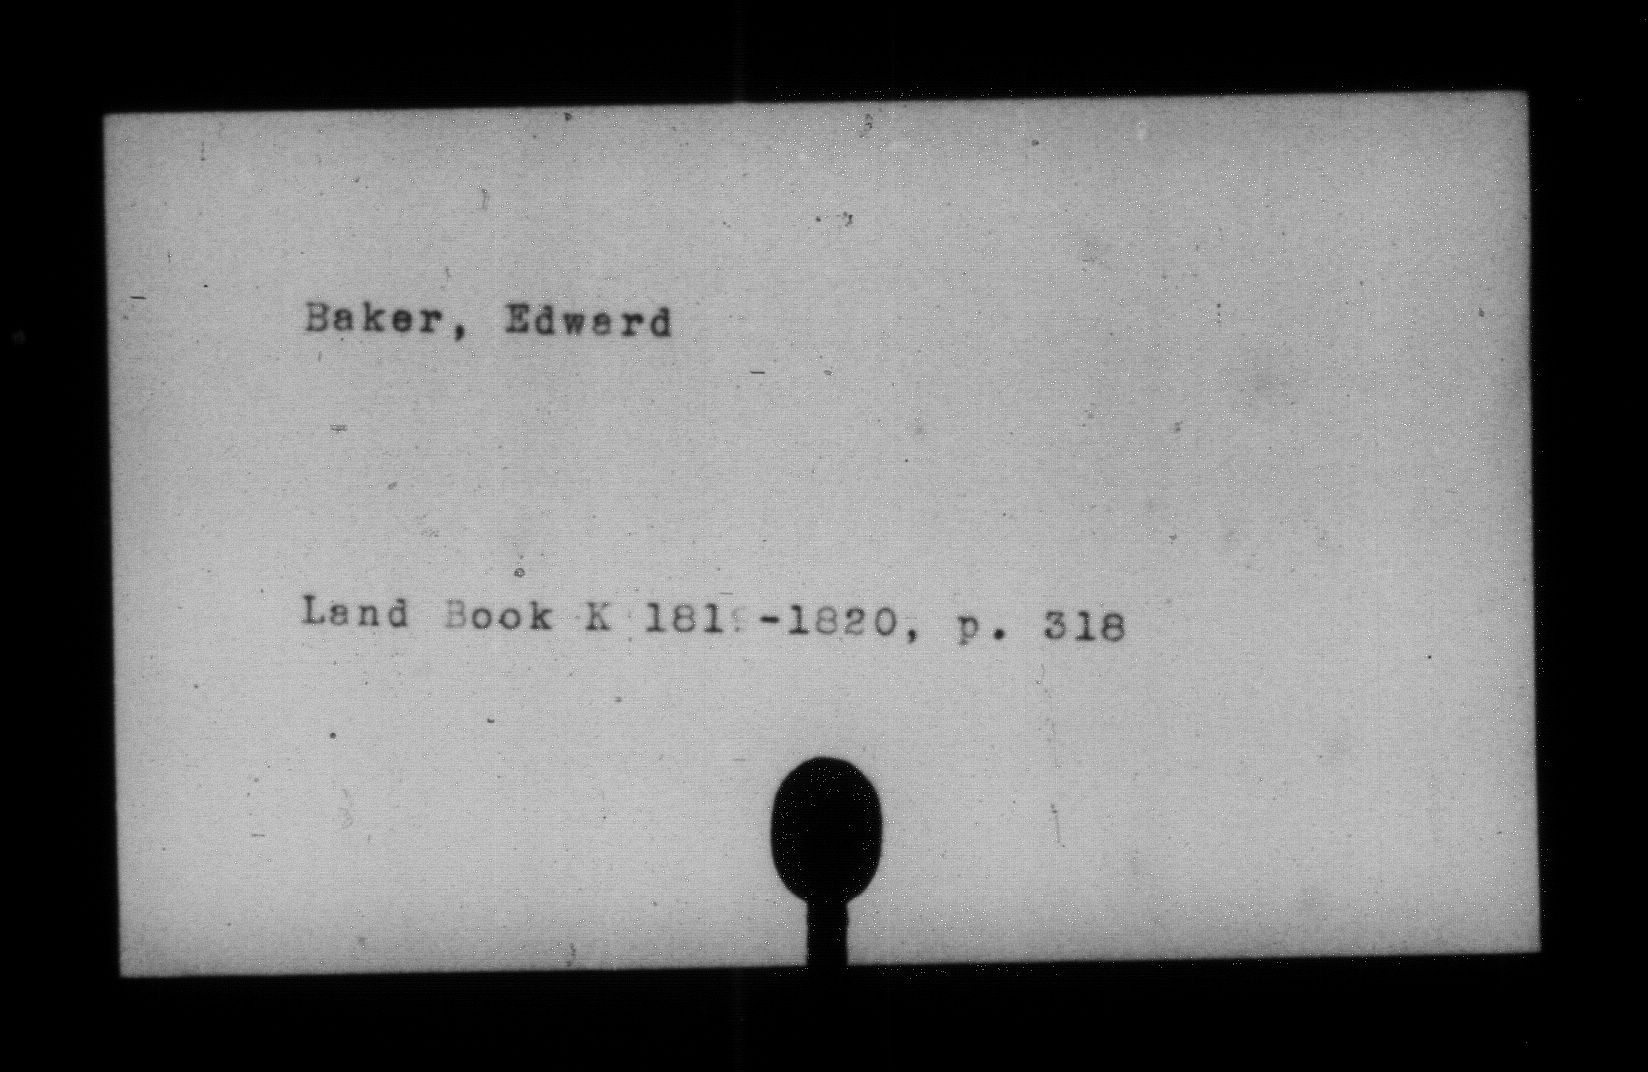 Baker, Edward
Land Book K -1820, p. 318